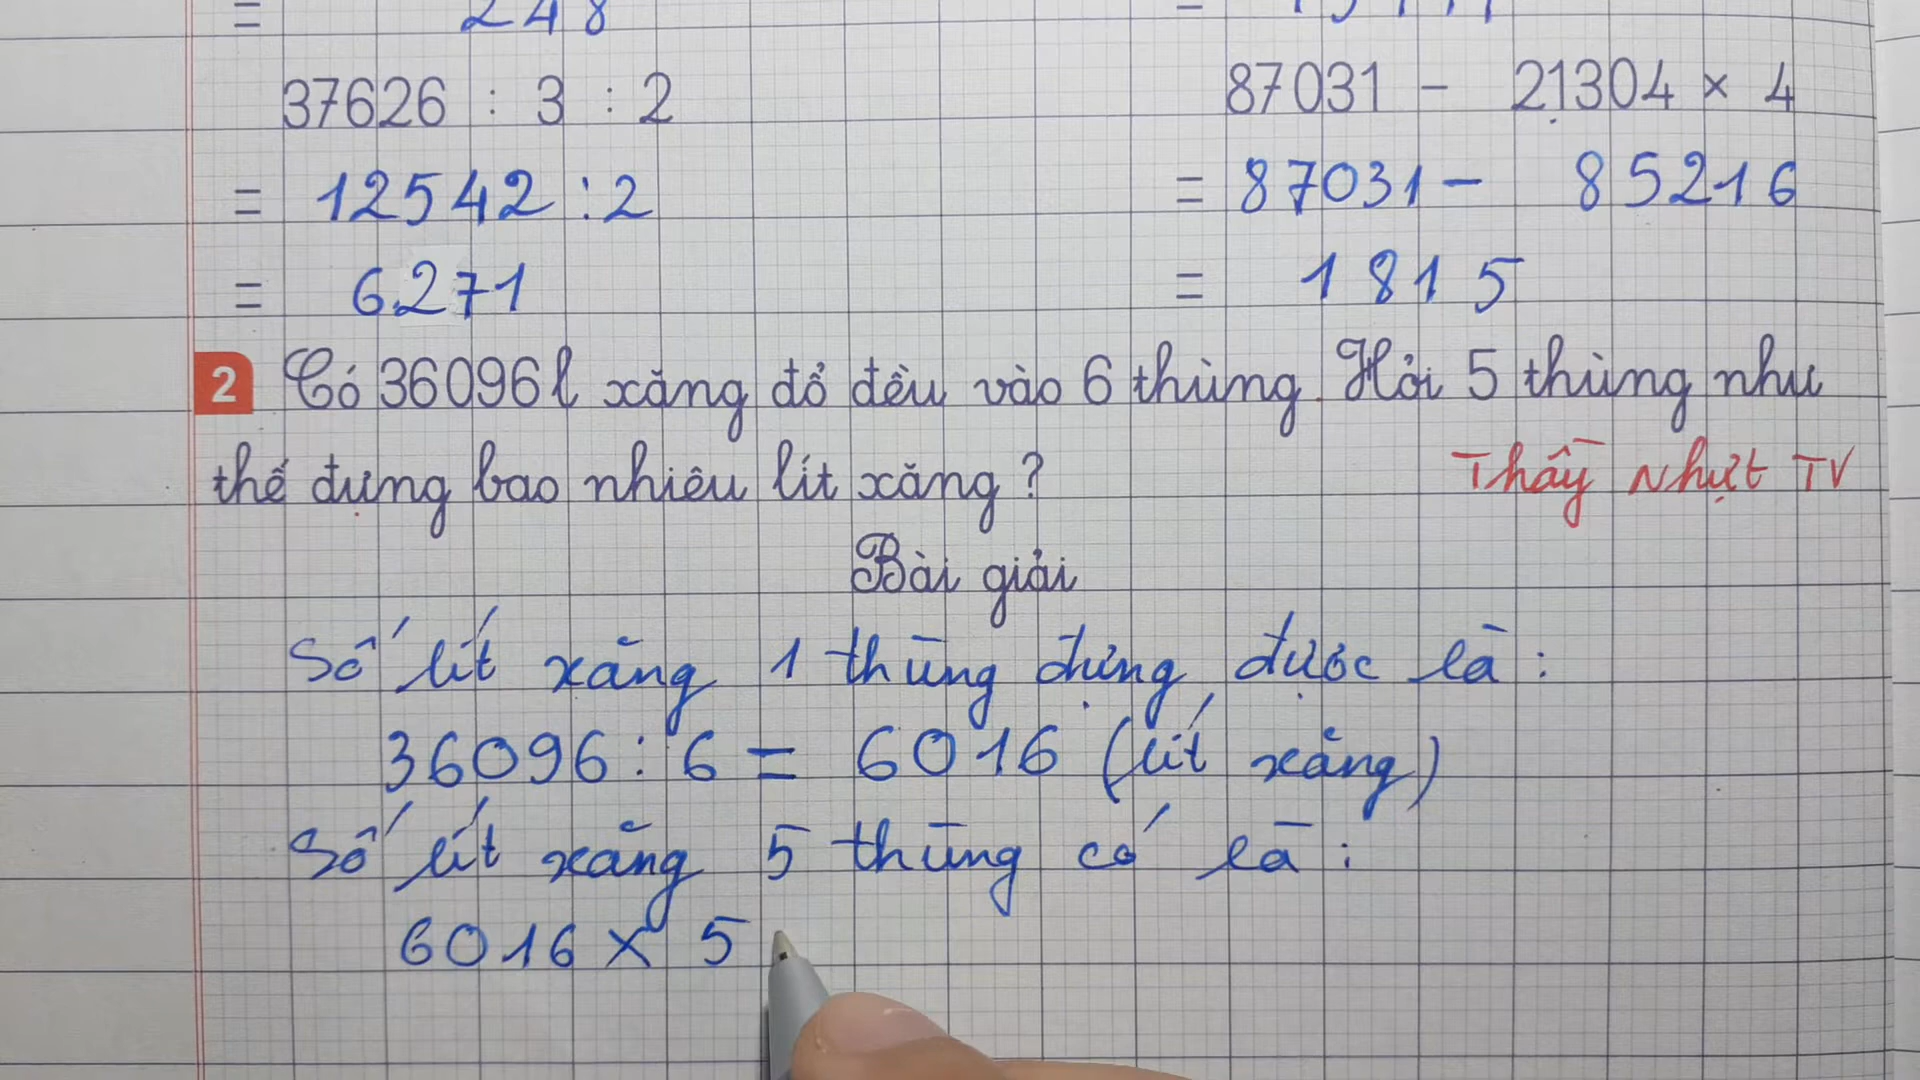 = 248
=
37626 : 3 : 2
87031 - 21304 × 4
= 12542 : 2
= 87031 - 85216
= 6271
= 1815
2 Có 36096l xăng đổ đều vào 6 thùng. Hỏi 5 thùng như
thế đựng bao nhiêu lít xăng?
Thầy Nhựt TV
Bài giải
Số lít xăng 1 thùng đựng được là :
36096 : 6 = 6016 (lít xăng)
Số lít xăng 5 thùng có là :
6016 × 5